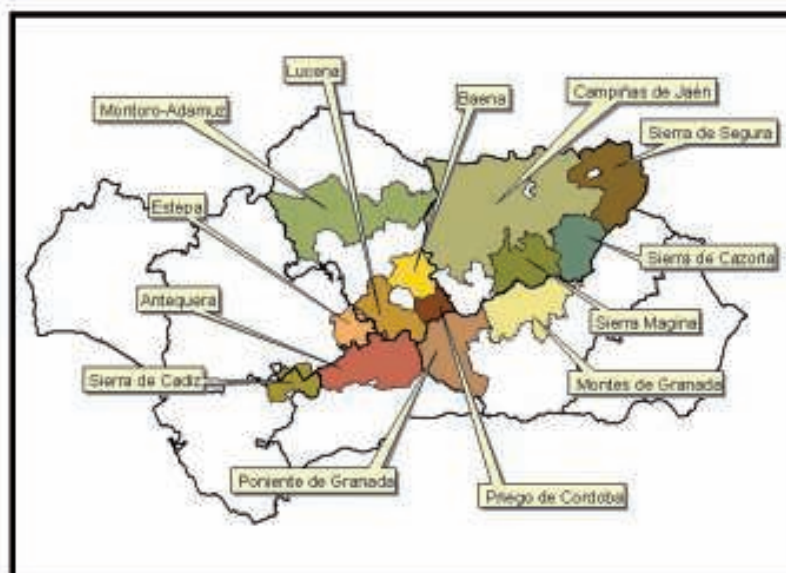 Lucena
Baena
Campiñas de Jaén
Montoro-Adamuz
Sierra de Segura
Estepa
Sierra de Cazorla
Antequera
Sierra Magina
Sierra de Cadiz
Montes de Granada
Poniente de Granada
Priego de Cordoba